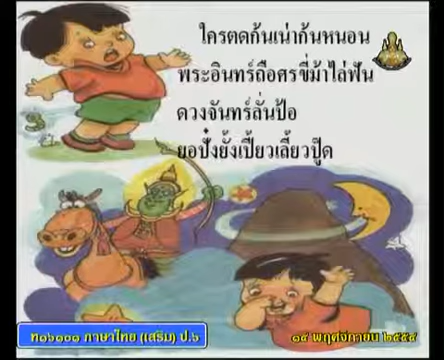 ใครตดก้นเน่าก้นหนอน
พระอินทร์ถือศรขี่ม้าไล่ฟัน
ดวงจันทร์ลั่นป้อ
ยอปั๋งยั้งเปี้ยวเลี้ยวปู๊ด
ท๑๖๑๐๑ ภาษาไทย (เสริม) ป.๖
๑๔ พฤศจิกายน ๒๕๕๕